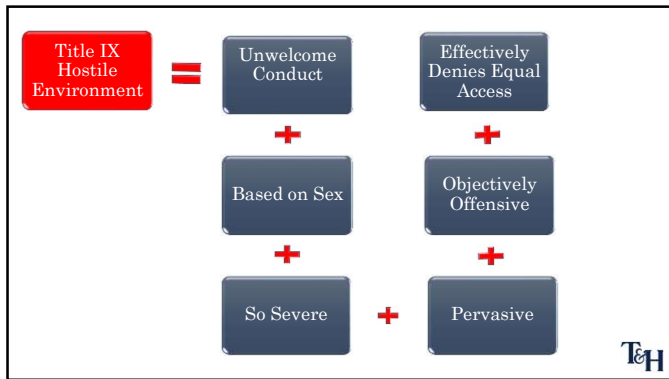 Title IX
Hostile
Environment
=
Unwelcome
Conduct
+
Based on Sex
+
So Severe
+
Pervasive
+
Objectively
Offensive
+
Effectively
Denies Equal
Access
T&H